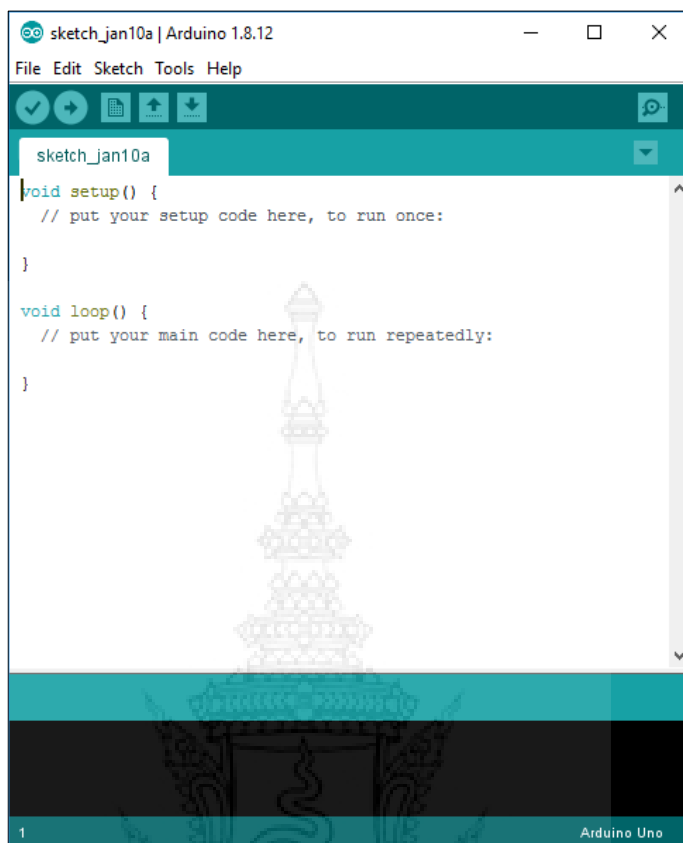 sketch_jan10a | Arduino 1.8.12
File Edit Sketch Tools Help
sketch_jan10a
void setup() {
  // put your setup code here, to run once:

}

void loop() {
  // put your main code here, to run repeatedly:

}
1
Arduino Uno